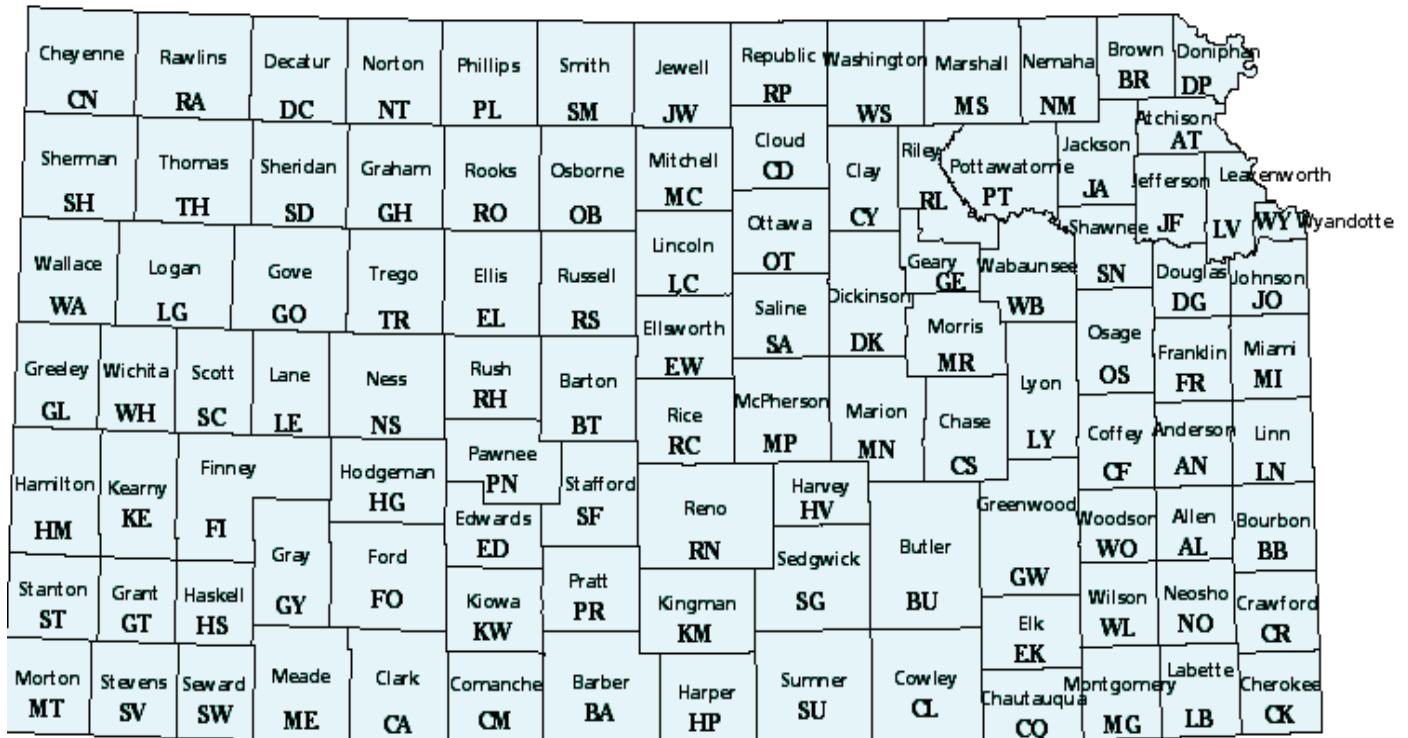 Cheyenne
CN
Rawlins
RA
Decatur
DC
Norton
NT
Phillips
PL
Smith
SM
Jewell
JW
Republic
RP
Washington
WS
Marshall
MS
Nemaha
NM
Brown
BR
Doniphan
DP
Sherman
SH
Thomas
TH
Sheridan
SD
Graham
GH
Rooks
RO
Osborne
OB
Mitchell
MC
Cloud
CD
Clay
CY
Riley
RL
Pottawatomie
PT
Jackson
JA
Atchison
AT
Jefferson
JF
Leavenworth
LV
WY Wyandotte
Wallace
WA
Logan
LG
Gove
GO
Trego
TR
Ellis
EL
Russell
RS
Lincoln
LC
Ottawa
OT
Saline
SA
Dickinson
DK
Geary
GE
Wabaunsee
WB
Shawnee
SN
Douglas
DG
Johnson
JO
Greeley
GL
Wichita
WH
Scott
SC
Lane
LE
Ness
NS
Rush
RH
Barton
BT
Ellsworth
EW
Rice
RC
McPherson
MP
Marion
MN
Morris
MR
Chase
CS
Lyon
LY
Osage
OS
Franklin
FR
Miami
MI
Hamilton
HM
Kearny
KE
Finney
FI
Hodgeman
HG
Pawnee
PN
Edwards
ED
Stafford
SF
Reno
RN
Harvey
HV
Sedgwick
SG
Butler
BU
Greenwood
GW
Coffey
CF
Anderson
AN
Linn
LN
Woodson
WO
Allen
AL
Bourbon
BB
Stanton
ST
Grant
GT
Haskell
HS
Gray
GY
Ford
FO
Kiowa
KW
Pratt
PR
Kingman
KM
Elk
EK
Wilson
WL
Neosho
NO
Crawford
CR
Morton
MT
Stevens
SV
Seward
SW
Meade
ME
Clark
CA
Comanche
CM
Barber
BA
Harper
HP
Sumner
SU
Cowley
CL
Chautauqua
CQ
Montgomery
MG
Labette
LB
Cherokee
CK